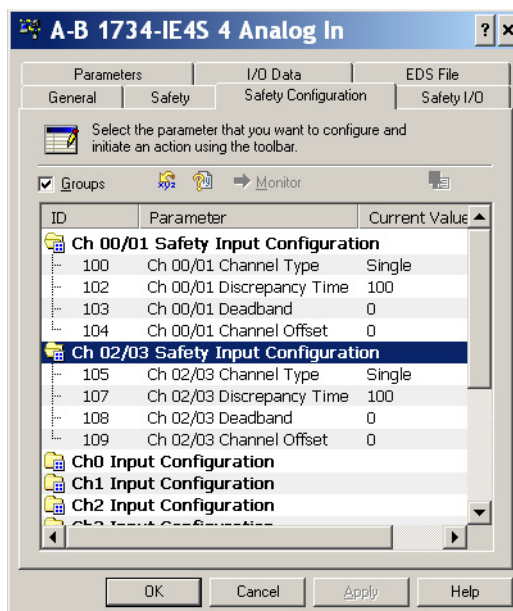 A-B 1734-IE4S 4 Analog In
Parameters I/O Data EDS File
General Safety Safety Configuration Safety I/O
Select the parameter that you want to configure and
initiate an action using the toolbar.
Groups xyz Monitor
ID Parameter Current Value
Ch 00/01 Safety Input Configuration
100 Ch 00/01 Channel Type Single
102 Ch 00/01 Discrepancy Time 100
103 Ch 00/01 Deadband 0
104 Ch 00/01 Channel Offset 0
Ch 02/03 Safety Input Configuration
105 Ch 02/03 Channel Type Single
107 Ch 02/03 Discrepancy Time 100
108 Ch 02/03 Deadband 0
109 Ch 02/03 Channel Offset 0
Ch0 Input Configuration
Ch1 Input Configuration
Ch2 Input Configuration
Ch3 Input Configuration
OK Cancel Apply Help